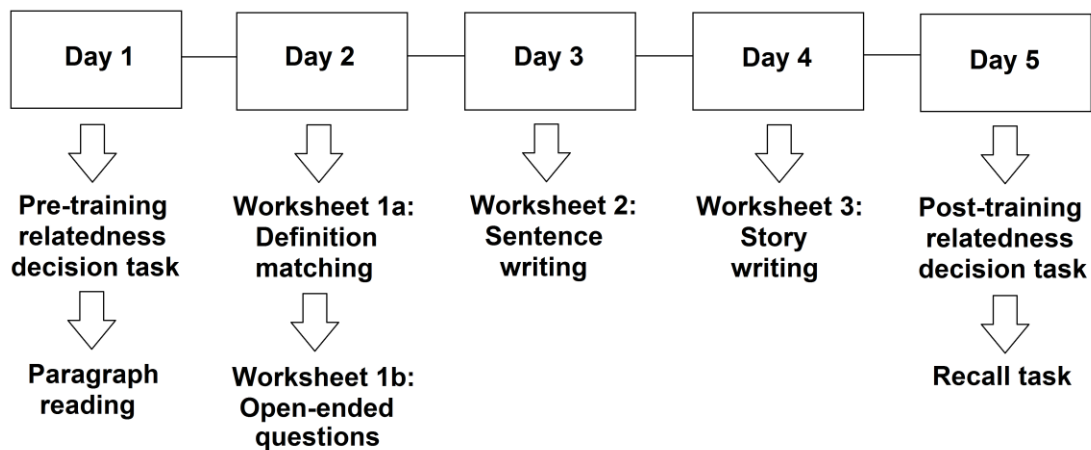 Day 1
Day 2
Day 3
Day 4
Day 5
Pre-training
relatedness
decision task
Paragraph
reading
Worksheet 1a:
Definition
matching
Worksheet 1b:
Open-ended
questions
Worksheet 2:
Sentence
writing
Worksheet 3:
Story
writing
Post-training
relatedness
decision task
Recall task